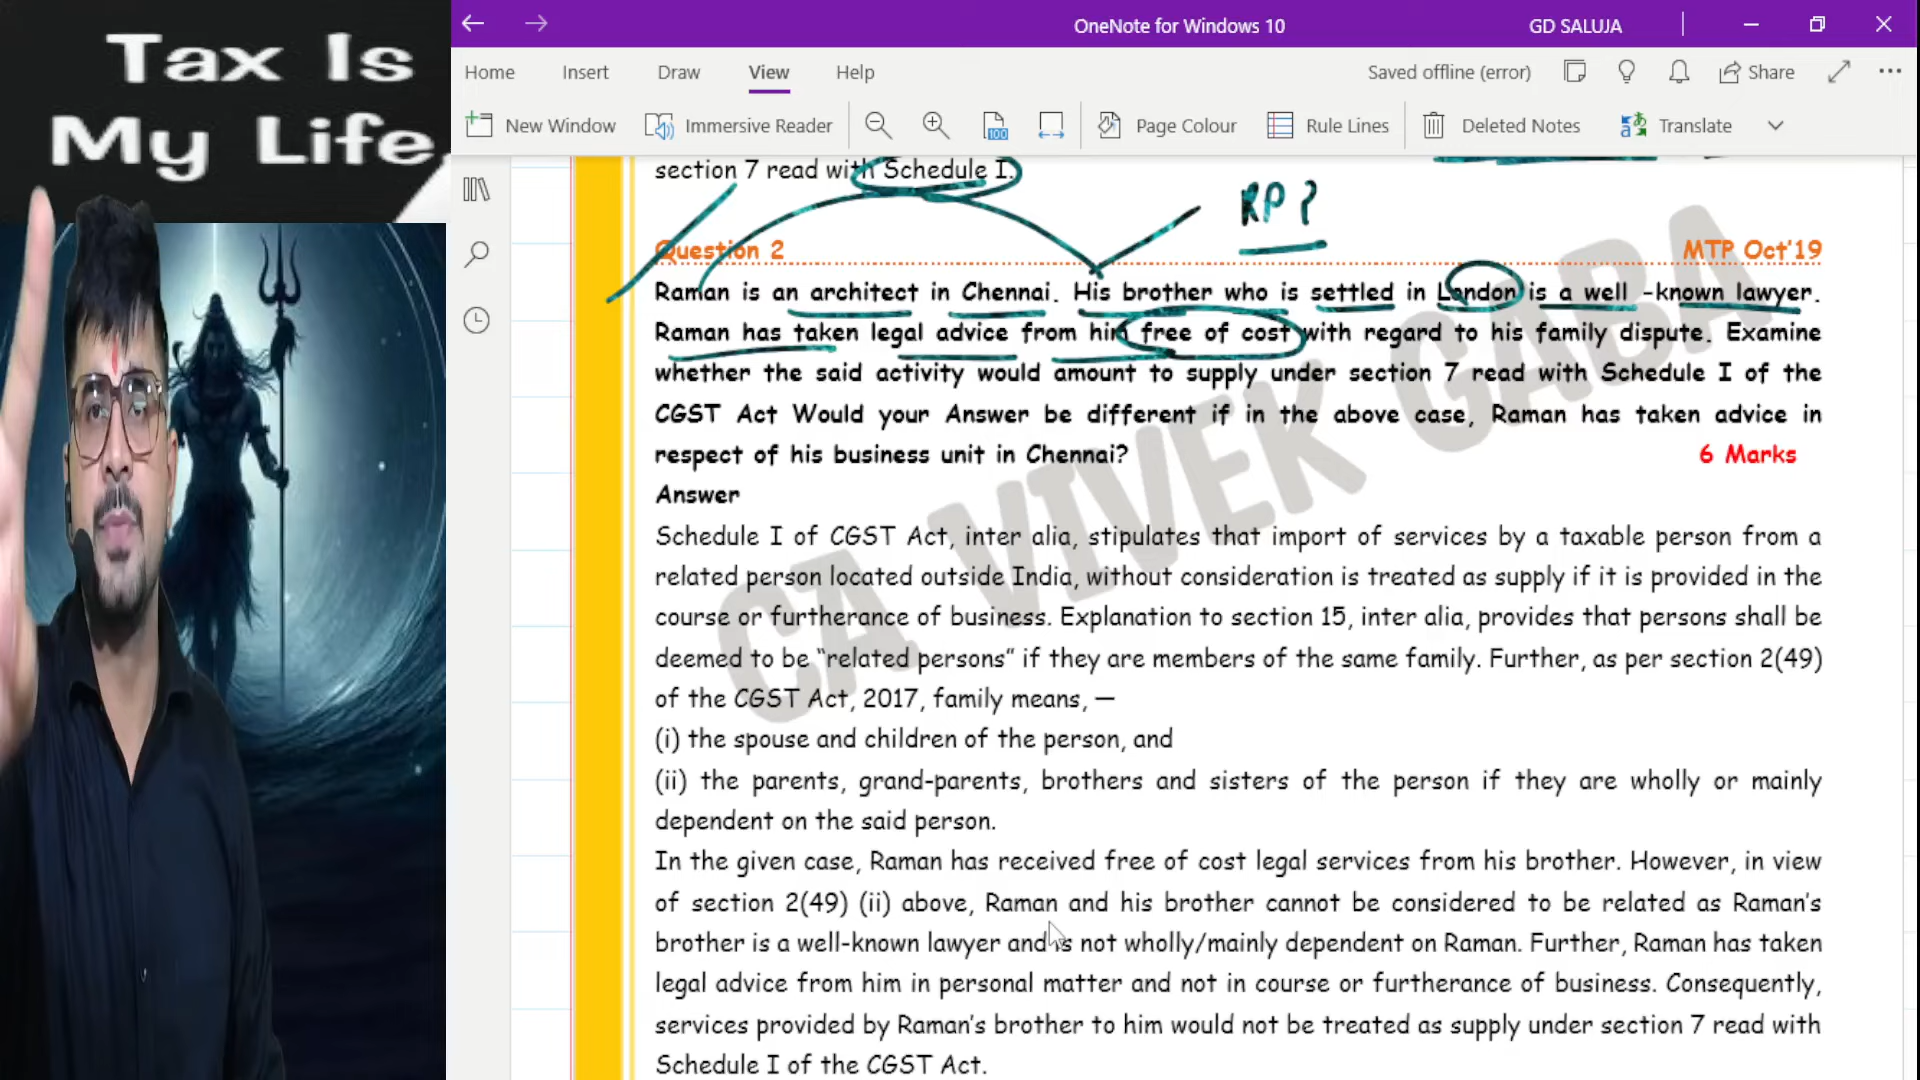 Tax Is
My Life,
OneNote for Windows 10
GD SALUJA
Home Insert Draw View Help
Saved offline (error) Share
New Window Immersive Reader 100 Page Colour Rule Lines Deleted Notes Translate
section 7 read with Schedule I.
RP ?
Question 2 MTP Oct'19
Raman is an architect in Chennai. His brother who is settled in London is a well -known lawyer.
Raman has taken legal advice from him free of cost with regard to his family dispute. Examine
whether the said activity would amount to supply under section 7 read with Schedule I of the
CGST Act Would your Answer be different if in the above case, Raman has taken advice in
respect of his business unit in Chennai? 6 Marks
Answer
Schedule I of CGST Act, inter alia, stipulates that import of services by a taxable person from a
related person located outside India, without consideration is treated as supply if it is provided in the
course or furtherance of business. Explanation to section 15, inter alia, provides that persons shall be
deemed to be “related persons” if they are members of the same family. Further, as per section 2(49)
of the CGST Act, 2017, family means, —
(i) the spouse and children of the person, and
(ii) the parents, grand-parents, brothers and sisters of the person if they are wholly or mainly
dependent on the said person.
In the given case, Raman has received free of cost legal services from his brother. However, in view
of section 2(49) (ii) above, Raman and his brother cannot be considered to be related as Raman's
brother is a well-known lawyer and is not wholly/mainly dependent on Raman. Further, Raman has taken
legal advice from him in personal matter and not in course or furtherance of business. Consequently,
services provided by Raman's brother to him would not be treated as supply under section 7 read with
Schedule I of the CGST Act.
CA VIVEK GABA